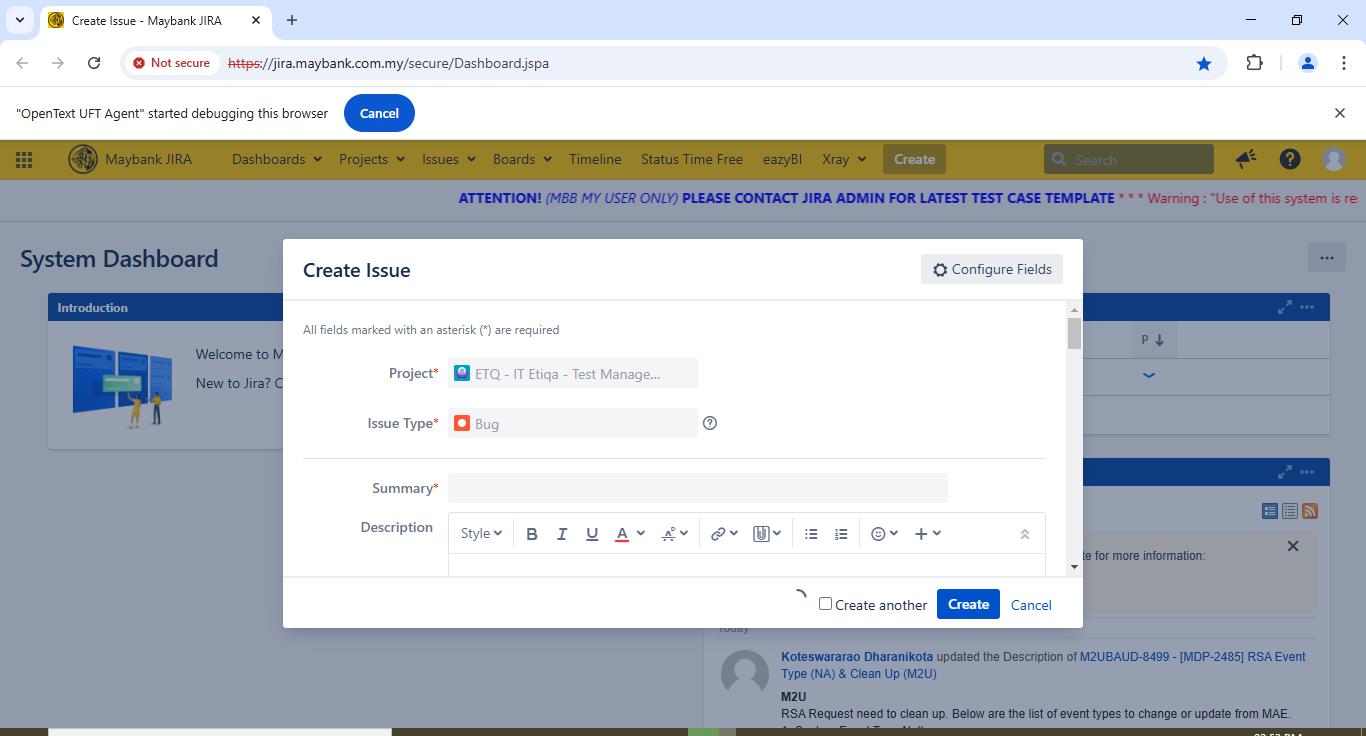 Create Issue - Maybank JIRA
Not secure https://jira.maybank.com.my/secure/Dashboard.jspa
"OpenText UFT Agent" started debugging this browser Cancel
Maybank JIRA Dashboards Projects Issues Boards Timeline Status Time Free eazyBI Xray Create Search
ATTENTION! (MBB MY USER ONLY) PLEASE CONTACT JIRA ADMIN FOR LATEST TEST CASE TEMPLATE * * * Warning : "Use of this system is re
System Dashboard
Create Issue
Configure Fields
Introduction
All fields marked with an asterisk (*) are required
P
Welcome to M
New to Jira? C
Project* ETQ - IT Etiqa - Test Manage...
Issue Type* Bug
Summary*
Description Style B I U A
te for more information:
Create another Create Cancel
Today
Koteswararao Dharanikota updated the Description of M2UBAUD-8499 - [MDP-2485] RSA Event
Type (NA) & Clean Up (M2U)
M2U
RSA Request need to clean up. Below are the list of event types to change or update from MAE.